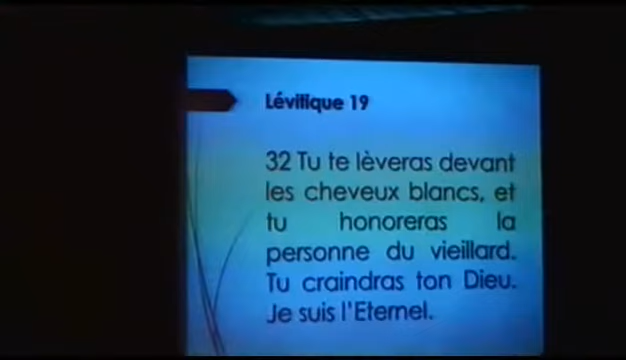 Lévitique 19
32 Tu te lèveras devant
les cheveux blancs, et
tu honoreras la
personne du vieillard.
Tu craindras ton Dieu.
Je suis l'Eternel.